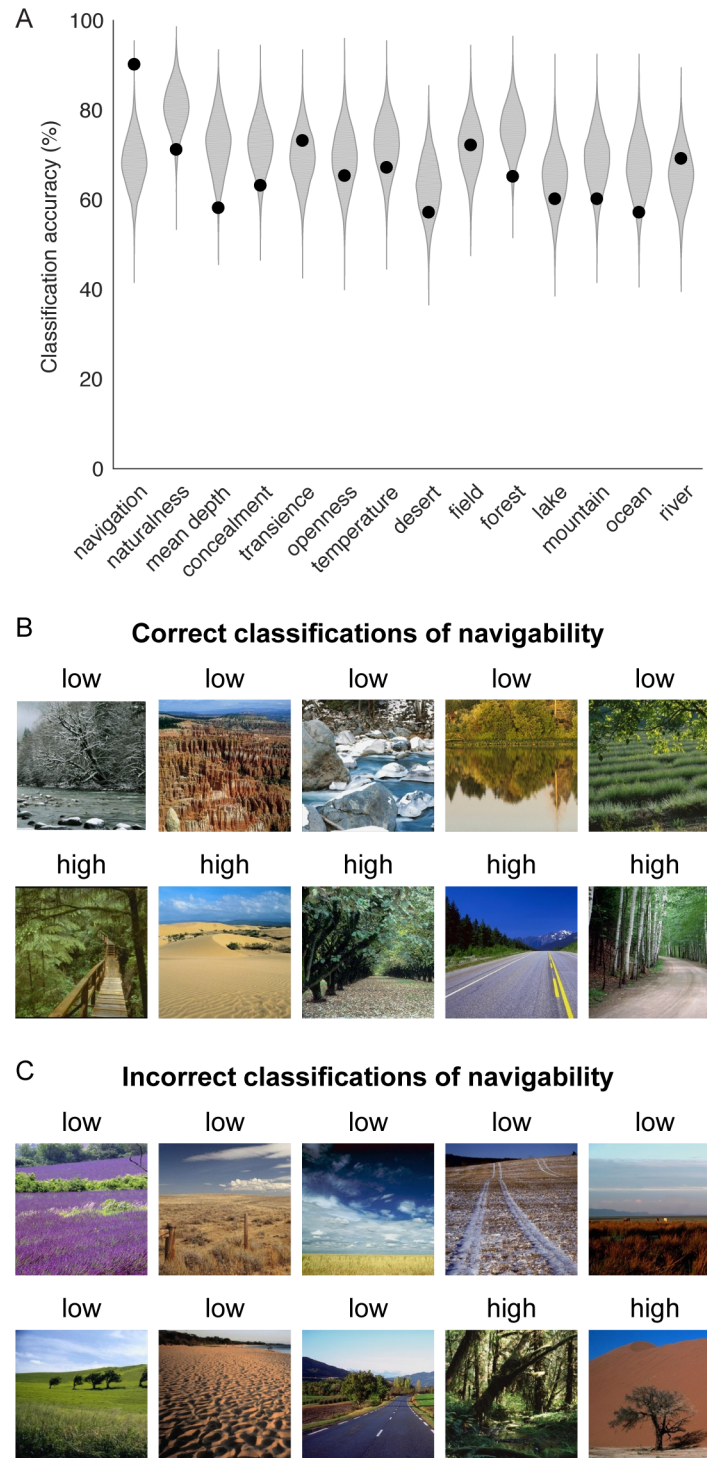 A
100
80
60
40
20
0
Classification accuracy (%)
navigation
naturalness
mean depth
concealment
transience
openness
temperature
desert
field
forest
lake
mountain
ocean
river
B
Correct classifications of navigability
low low low low low
high high high high high
C
Incorrect classifications of navigability
low low low low low
low low low high high